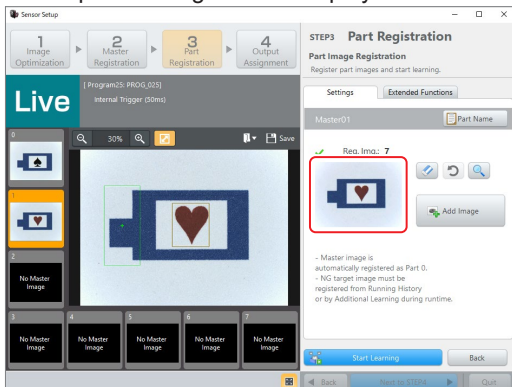 Sensor Setup
1
Image
Optimization
2
Master
Registration
3
Part
Registration
4
Output
Assignment
STEP3 Part Registration
Part Image Registration
Register part images and start learning.
Live
[ Program25: PROG_025]
Internal Trigger (50ms)
Settings
Extended Functions
Master01
Part Name
0
30%
Save
Reg. Ima.: 7
1
Add Image
2
No Master
Image
- Master image is
automatically registered as Part 0.
- NG target image must be
registered from Running History
or by Additional Learning during runtime.
3
No Master
Image
4
No Master
Image
5
No Master
Image
6
No Master
Image
7
No Master
Image
Start Learning
Back
Back
Next to STEP4
Quit